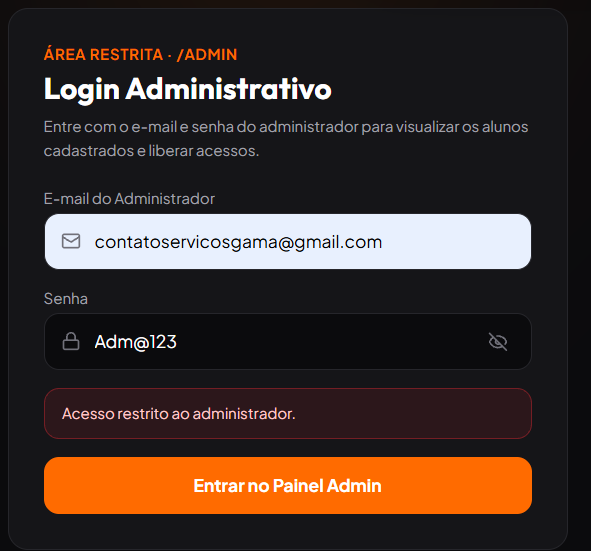 ÁREA RESTRITA · /ADMIN
Login Administrativo
Entre com o e-mail e senha do administrador para visualizar os alunos
cadastrados e liberar acessos.
E-mail do Administrador
contatoservicosgama@gmail.com
Senha
Adm@123
Acesso restrito ao administrador.
Entrar no Painel Admin